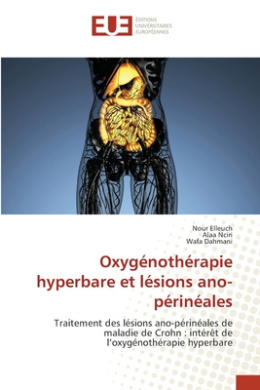 EUE
ÉDITIONS
UNIVERSITAIRES
EUROPÉENNES
Nour Elleuch
Alaa Nciri
Wafa Dahmani
Oxygénothérapie
hyperbare et lésions ano-
périnéales
Traitement des lésions ano-périnéales de
maladie de Crohn : intérêt de
l'oxygénothérapie hyperbare